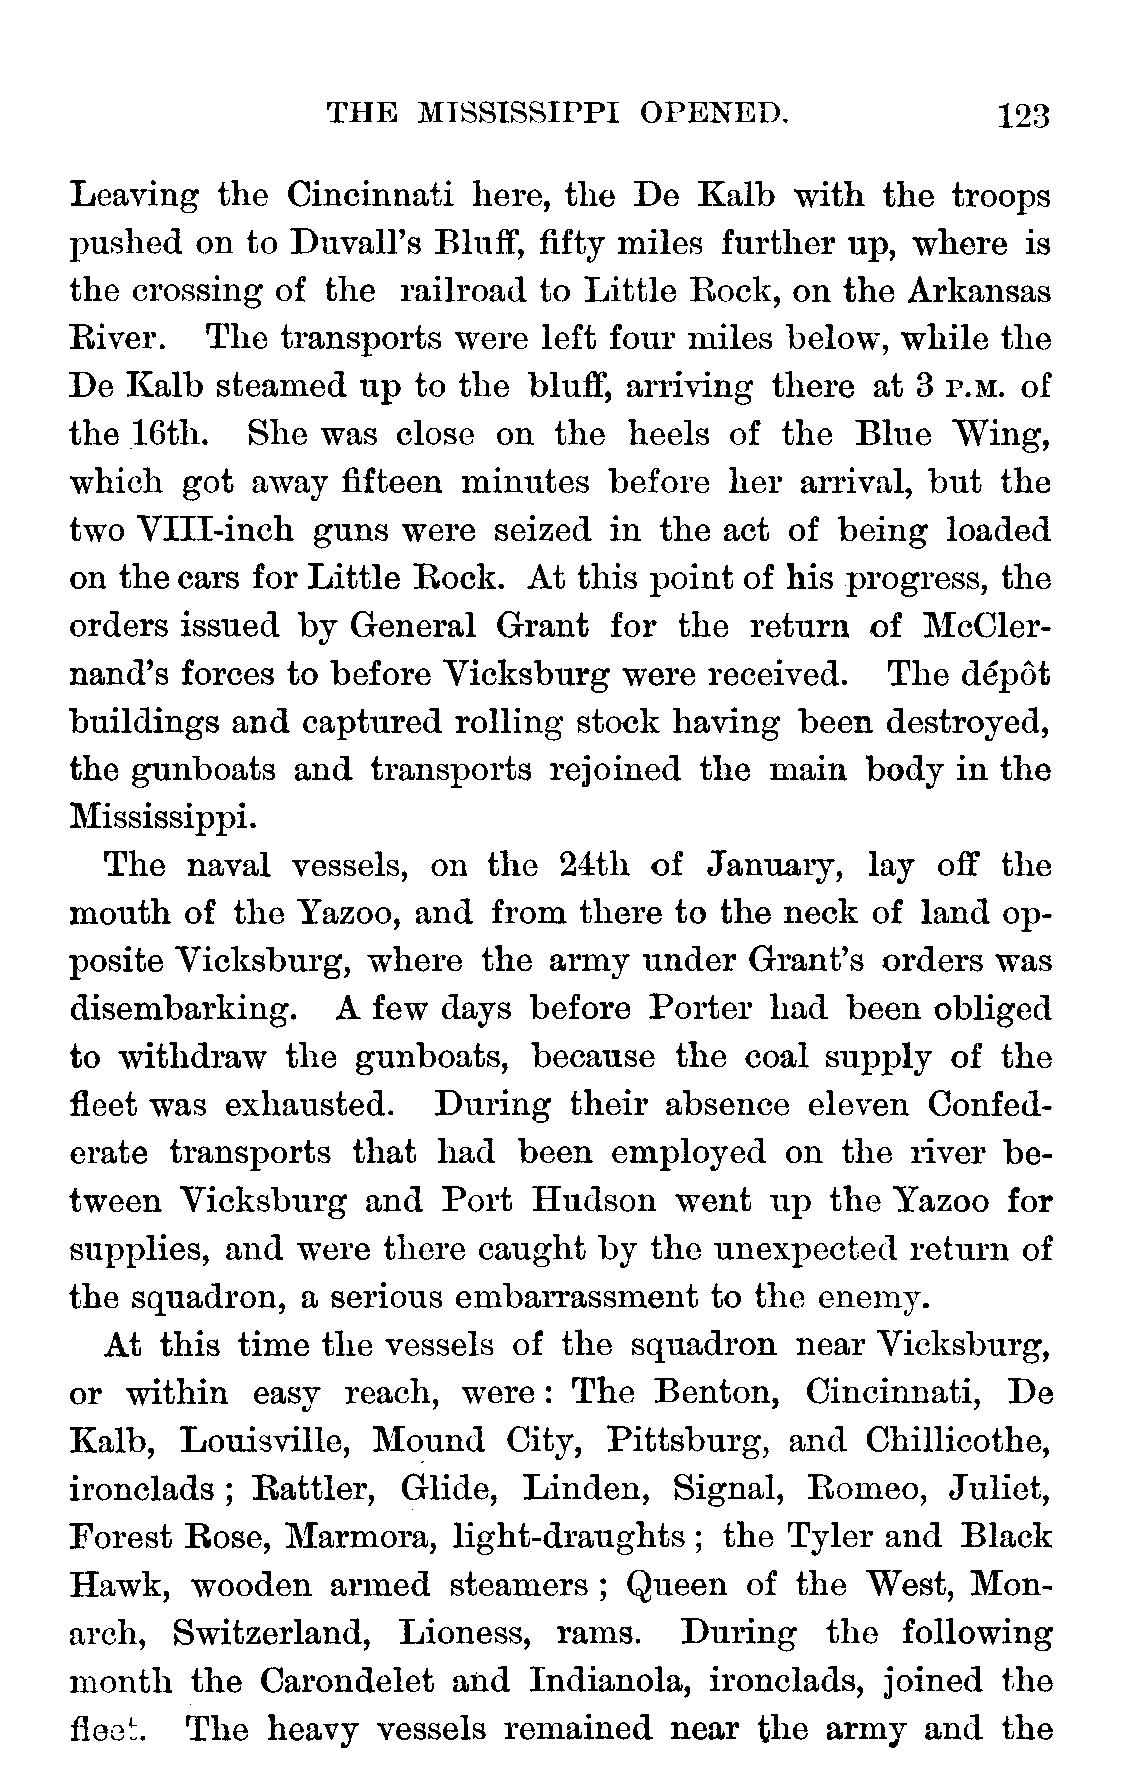 THE MISSISSIPPI OPENED. 123
Leaving the Cincinnati here, the De Kalb with the troops
pushed on to Duvall's Bluff, fifty miles further up, where is
the crossing of the railroad to Little Rock, on the Arkansas
River. The transports were left four miles below, while the
De Kalb steamed up to the bluff, arriving there at 3 P.M. of
the 16th. She was close on the heels of the Blue Wing,
which got away fifteen minutes before her arrival, but the
two VIII-inch guns were seized in the act of being loaded
on the cars for Little Rock. At this point of his progress, the
orders issued by General Grant for the return of McCler-
nand's forces to before Vicksburg were received. The dépôt
buildings and captured rolling stock having been destroyed,
the gunboats and transports rejoined the main body in the
Mississippi.
The naval vessels, on the 24th of January, lay off the
mouth of the Yazoo, and from there to the neck of land op-
posite Vicksburg, where the army under Grant's orders was
disembarking. A few days before Porter had been obliged
to withdraw the gunboats, because the coal supply of the
fleet was exhausted. During their absence eleven Confed-
erate transports that had been employed on the river be-
tween Vicksburg and Port Hudson went up the Yazoo for
supplies, and were there caught by the unexpected return of
the squadron, a serious embarrassment to the enemy.
At this time the vessels of the squadron near Vicksburg,
or within easy reach, were : The Benton, Cincinnati, De
Kalb, Louisville, Mound City, Pittsburg, and Chillicothe,
ironclads ; Rattler, Glide, Linden, Signal, Romeo, Juliet,
Forest Rose, Marmora, light-draughts ; the Tyler and Black
Hawk, wooden armed steamers ; Queen of the West, Mon-
arch, Switzerland, Lioness, rams. During the following
month the Carondelet and Indianola, ironclads, joined the
fleet. The heavy vessels remained near the army and the